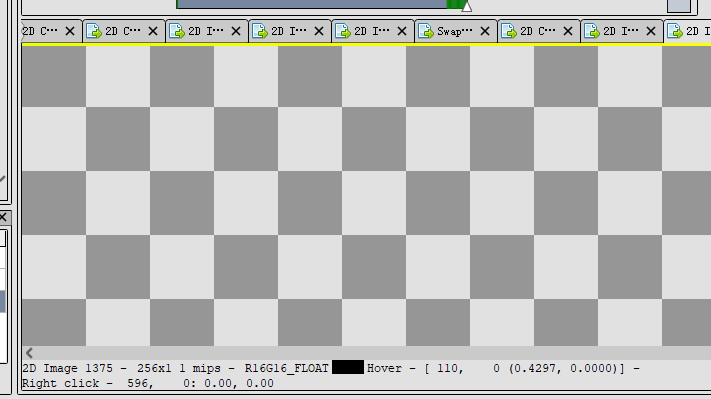 2D C··· 2D C··· 2D I··· 2D I··· 2D I··· Swap··· 2D C··· 2D I··· 2D I
2D Image 1375 - 256x1 1 mips - R16G16_FLOAT Hover - [ 110, 0 (0.4297, 0.0000)] -
Right click - 596, 0: 0.00, 0.00